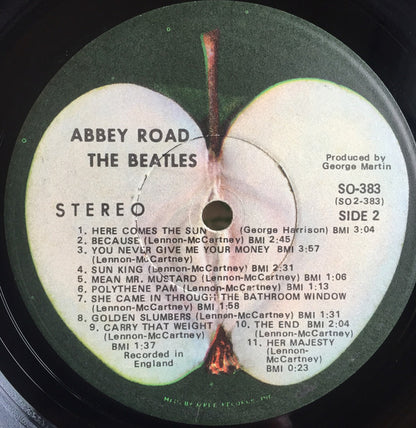 ABBEY ROAD
THE BEATLES
Produced by
George Martin
STEREO
SO-383
(SO2-383)
SIDE 2
1. HERE COMES THE SUN (George Harrison) BMI 3:04
2. BECAUSE (Lennon-McCartney) BMI 2:45
3. YOU NEVER GIVE ME YOUR MONEY BMI 3:57
(Lennon-McCartney)
4. SUN KING (Lennon-McCartney) BMI 2:31
5. MEAN MR. MUSTARD (Lennon-McCartney) BMI 1:06
6. POLYTHENE PAM (Lennon-McCartney) BMI 1:13
7. SHE CAME IN THROUGH THE BATHROOM WINDOW
(Lennon-McCartney) BMI 1:58
8. GOLDEN SLUMBERS (Lennon-McCartney) BMI 1:31
9. CARRY THAT WEIGHT
(Lennon-McCartney)
BMI 1:37
10. THE END BMI 2:04
(Lennon-McCartney)
11. HER MAJESTY
(Lennon-
McCartney)
BMI 0:23
Recorded in
England
MFD. BY APPLE RECORDS, INC.